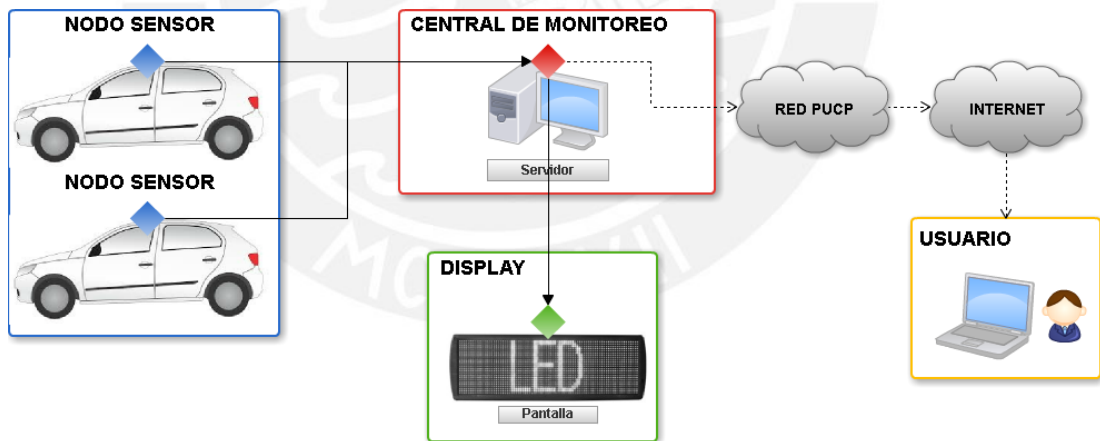 NODO SENSOR
CENTRAL DE MONITOREO
Servidor
RED PUCP
INTERNET
NODO SENSOR
USUARIO
DISPLAY
LED
Pantalla